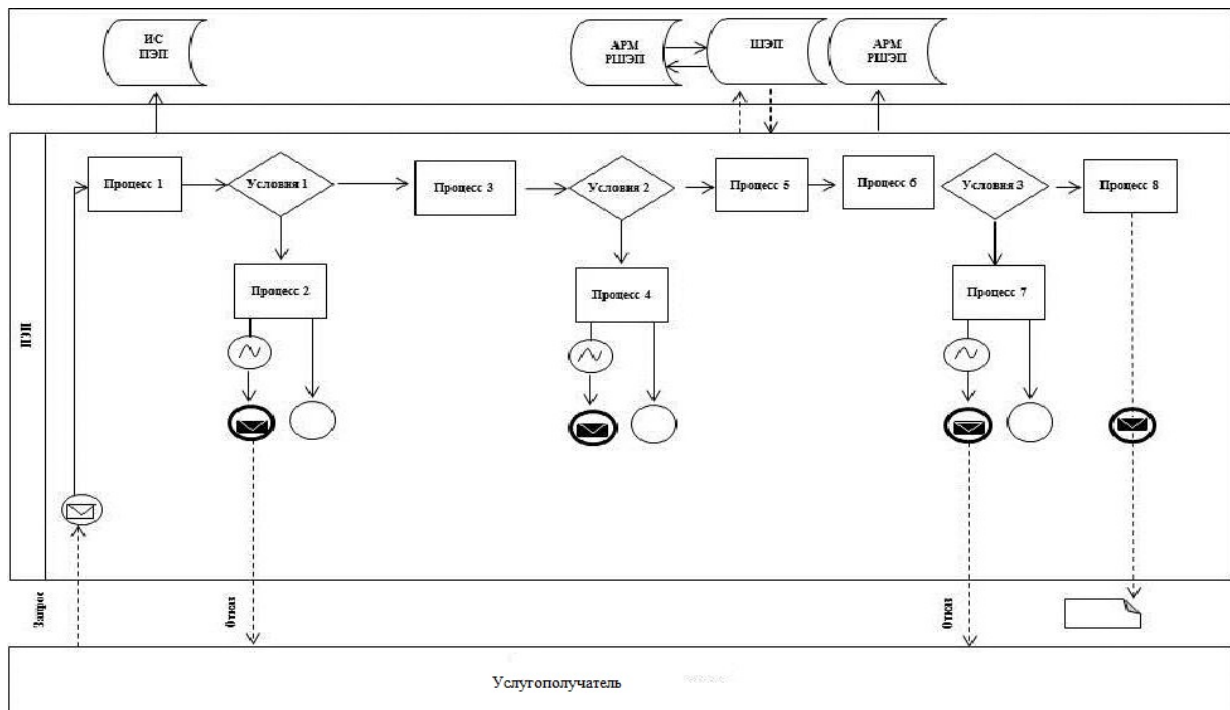 ИС
ПЭП
АРМ
РШЭП
ШЭП
АРМ
РШЭП
ПЭП
Процесс 1
Условия 1
Процесс 3
Условия 2
Процесс 5
Процесс 6
Условия 3
Процесс 8
Процесс 2
Процесс 4
Процесс 7
Запрос
Отказ
Отказ
Услугополучатель